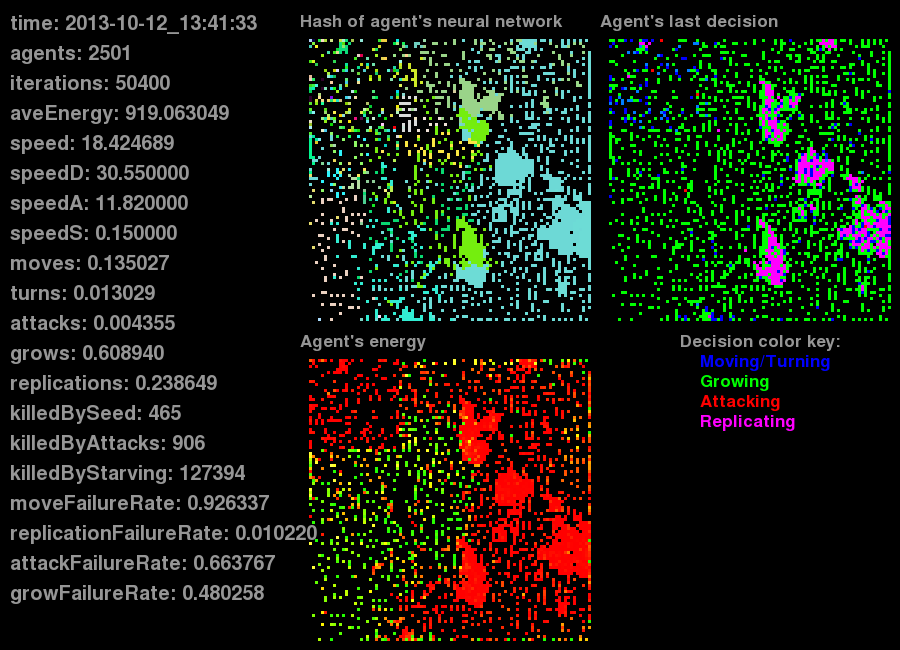 time: 2013-10-12_13:41:33
agents: 2501
iterations: 50400
aveEnergy: 919.063049
speed: 18.424689
speedD: 30.550000
speedA: 11.820000
speedS: 0.150000
moves: 0.135027
turns: 0.013029
attacks: 0.004355
grows: 0.608940
replications: 0.238649
killedBySeed: 465
killedByAttacks: 906
killedByStarving: 127394
moveFailureRate: 0.926337
replicationFailureRate: 0.010220
attackFailureRate: 0.663767
growFailureRate: 0.480258
Hash of agent's neural network
Agent's last decision
Agent's energy
Decision color key:
Moving/Turning
Growing
Attacking
Replicating